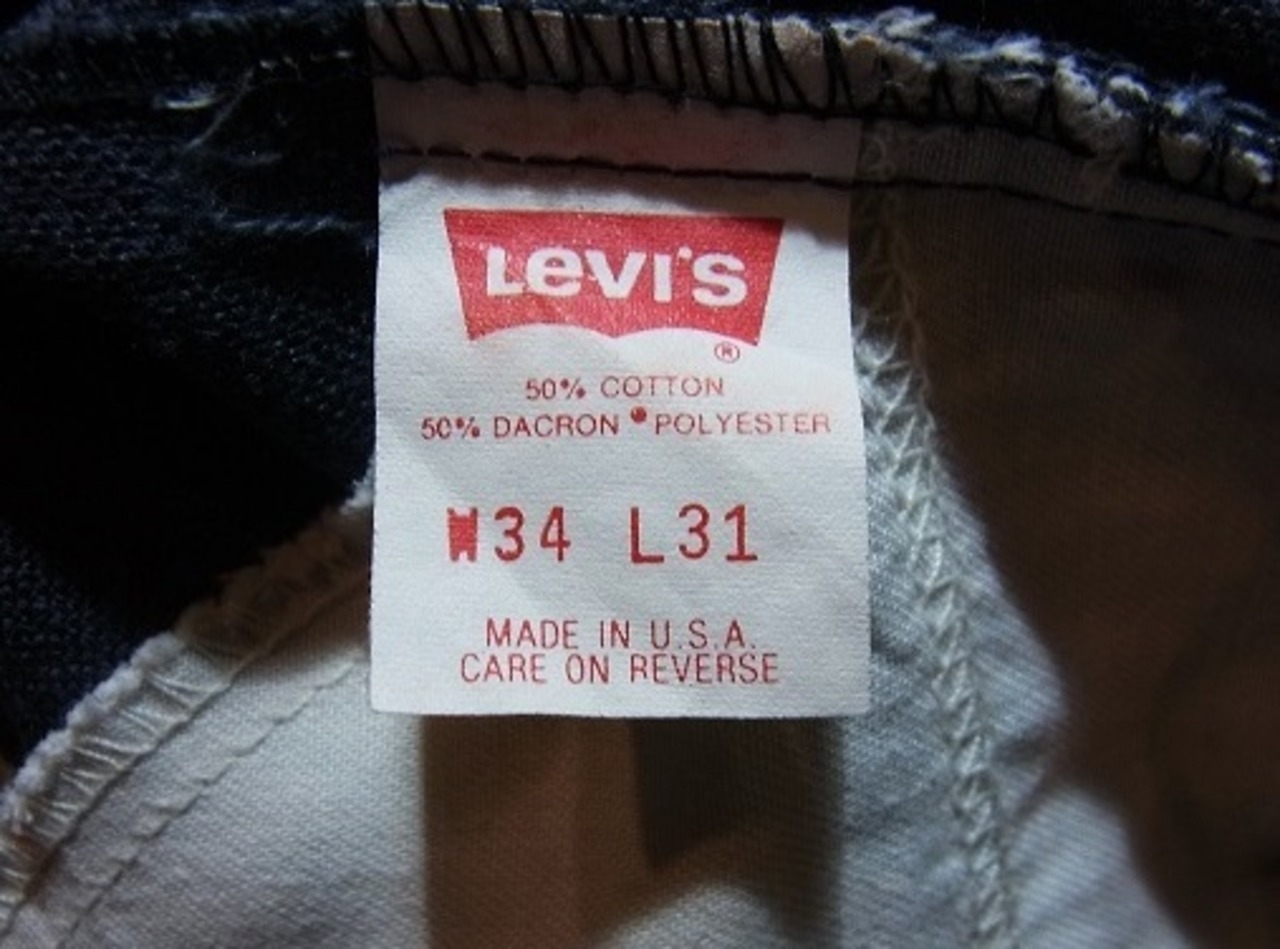 LEVI'S
®
50% COTTON
50% DACRON • POLYESTER
W34 L31
MADE IN U.S.A.
CARE ON REVERSE